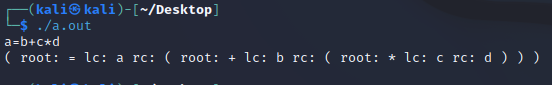 ┌──(kali㉿kali)-[~/Desktop]
└─$ ./a.out
a=b+c*d
( root: = lc: a rc: ( root: + lc: b rc: ( root: * lc: c rc: d ) ) )